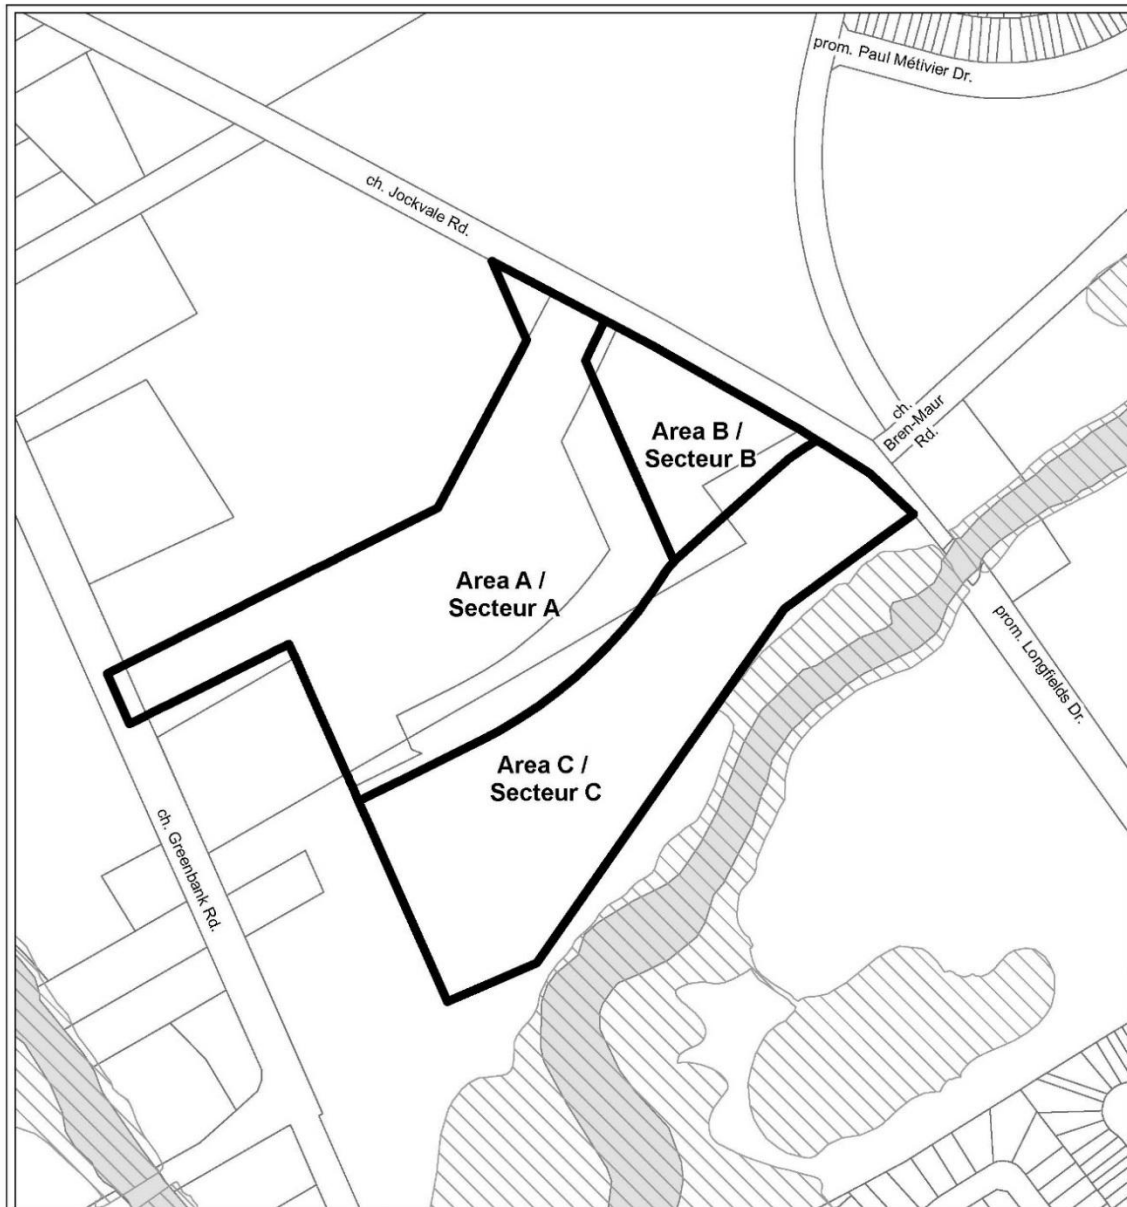 prom. Paul Métivier Dr.
ch. Jockvale Rd.
ch.
Bren-Maur
Rd.
Area B /
Secteur B
Area A /
Secteur A
prom. Longfields Dr.
Area C /
Secteur C
ch. Greenbank Rd.